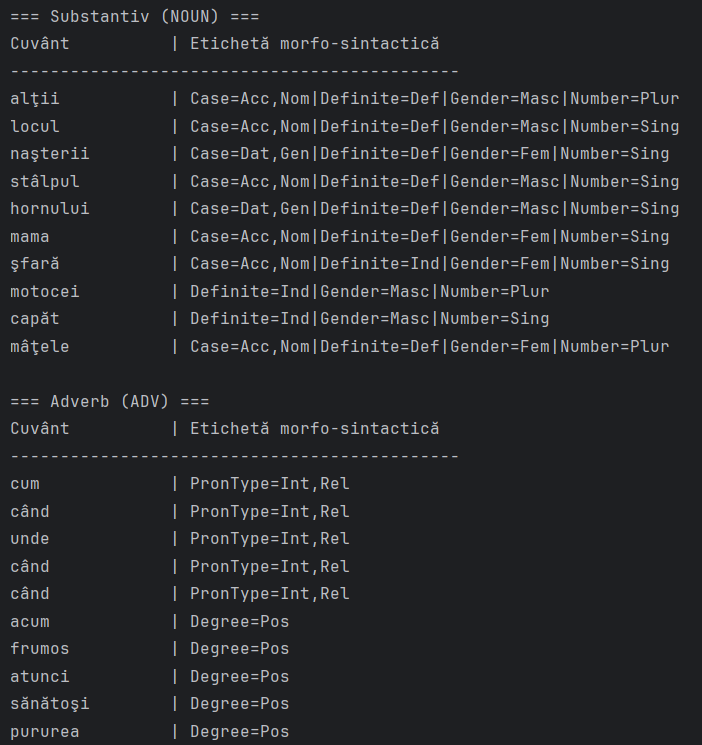 === Substantiv (NOUN) ===
Cuvânt          | Etichetă morfo-sintactică
---------------------------------------------
alţii           | Case=Acc,Nom|Definite=Def|Gender=Masc|Number=Plur
locul           | Case=Acc,Nom|Definite=Def|Gender=Masc|Number=Sing
naşterii        | Case=Dat,Gen|Definite=Def|Gender=Fem|Number=Sing
stâlpul         | Case=Acc,Nom|Definite=Def|Gender=Masc|Number=Sing
hornului        | Case=Dat,Gen|Definite=Def|Gender=Masc|Number=Sing
mama            | Case=Acc,Nom|Definite=Def|Gender=Fem|Number=Sing
şfară           | Case=Acc,Nom|Definite=Ind|Gender=Fem|Number=Sing
motocei         | Definite=Ind|Gender=Masc|Number=Plur
capăt           | Definite=Ind|Gender=Masc|Number=Sing
mâţele          | Case=Acc,Nom|Definite=Def|Gender=Fem|Number=Plur
=== Adverb (ADV) ===
Cuvânt          | Etichetă morfo-sintactică
---------------------------------------------
cum             | PronType=Int,Rel
când            | PronType=Int,Rel
unde            | PronType=Int,Rel
când            | PronType=Int,Rel
când            | PronType=Int,Rel
acum            | Degree=Pos
frumos          | Degree=Pos
atunci          | Degree=Pos
sănătoşi        | Degree=Pos
pururea         | Degree=Pos